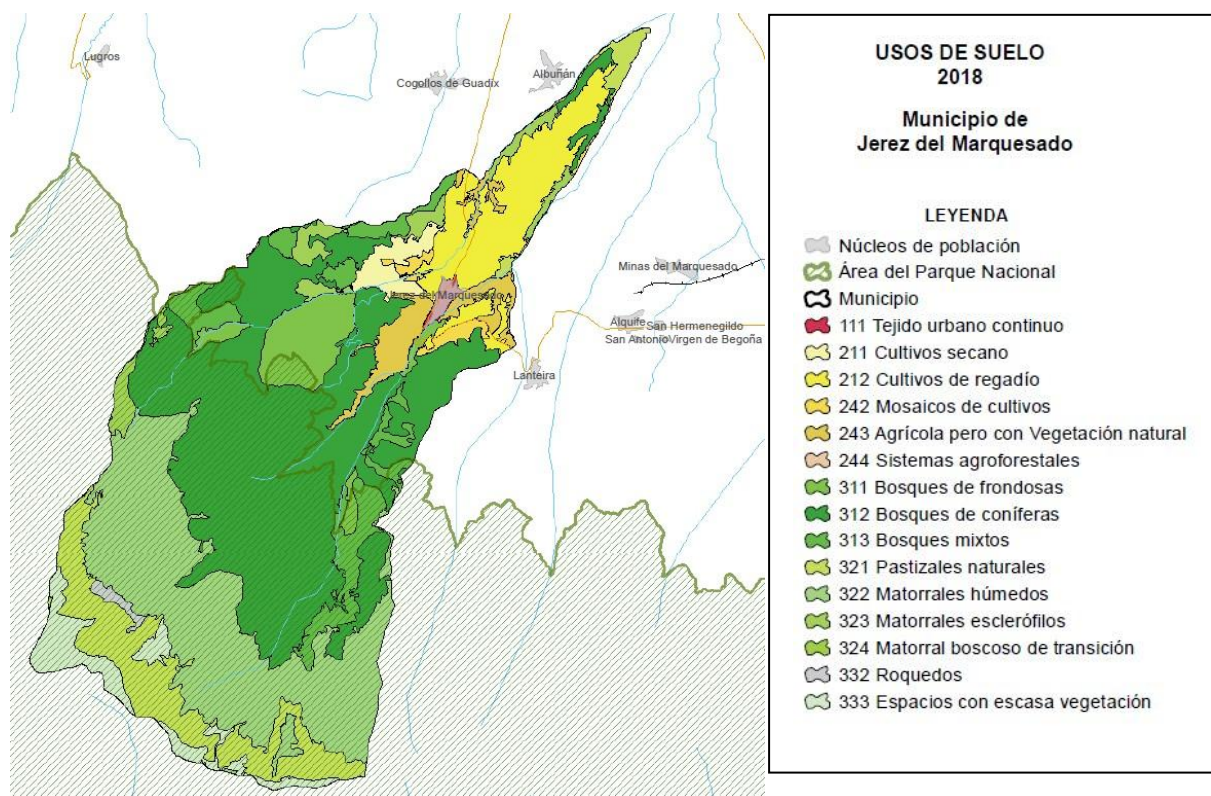 Lugros
Cogollos de Guadix
Albuñán
Minas del Marquesado
Jerez del Marquesado
Alquife
San Hermenegildo
San Antonio
Virgen de Begoña
Lanteira
USOS DE SUELO
2018
Municipio de
Jerez del Marquesado
LEYENDA
Núcleos de población
Área del Parque Nacional
Municipio
111 Tejido urbano continuo
211 Cultivos secano
212 Cultivos de regadío
242 Mosaicos de cultivos
243 Agrícola pero con Vegetación natural
244 Sistemas agroforestales
311 Bosques de frondosas
312 Bosques de coníferas
313 Bosques mixtos
321 Pastizales naturales
322 Matorrales húmedos
323 Matorrales esclerófilos
324 Matorral boscoso de transición
332 Roquedos
333 Espacios con escasa vegetación